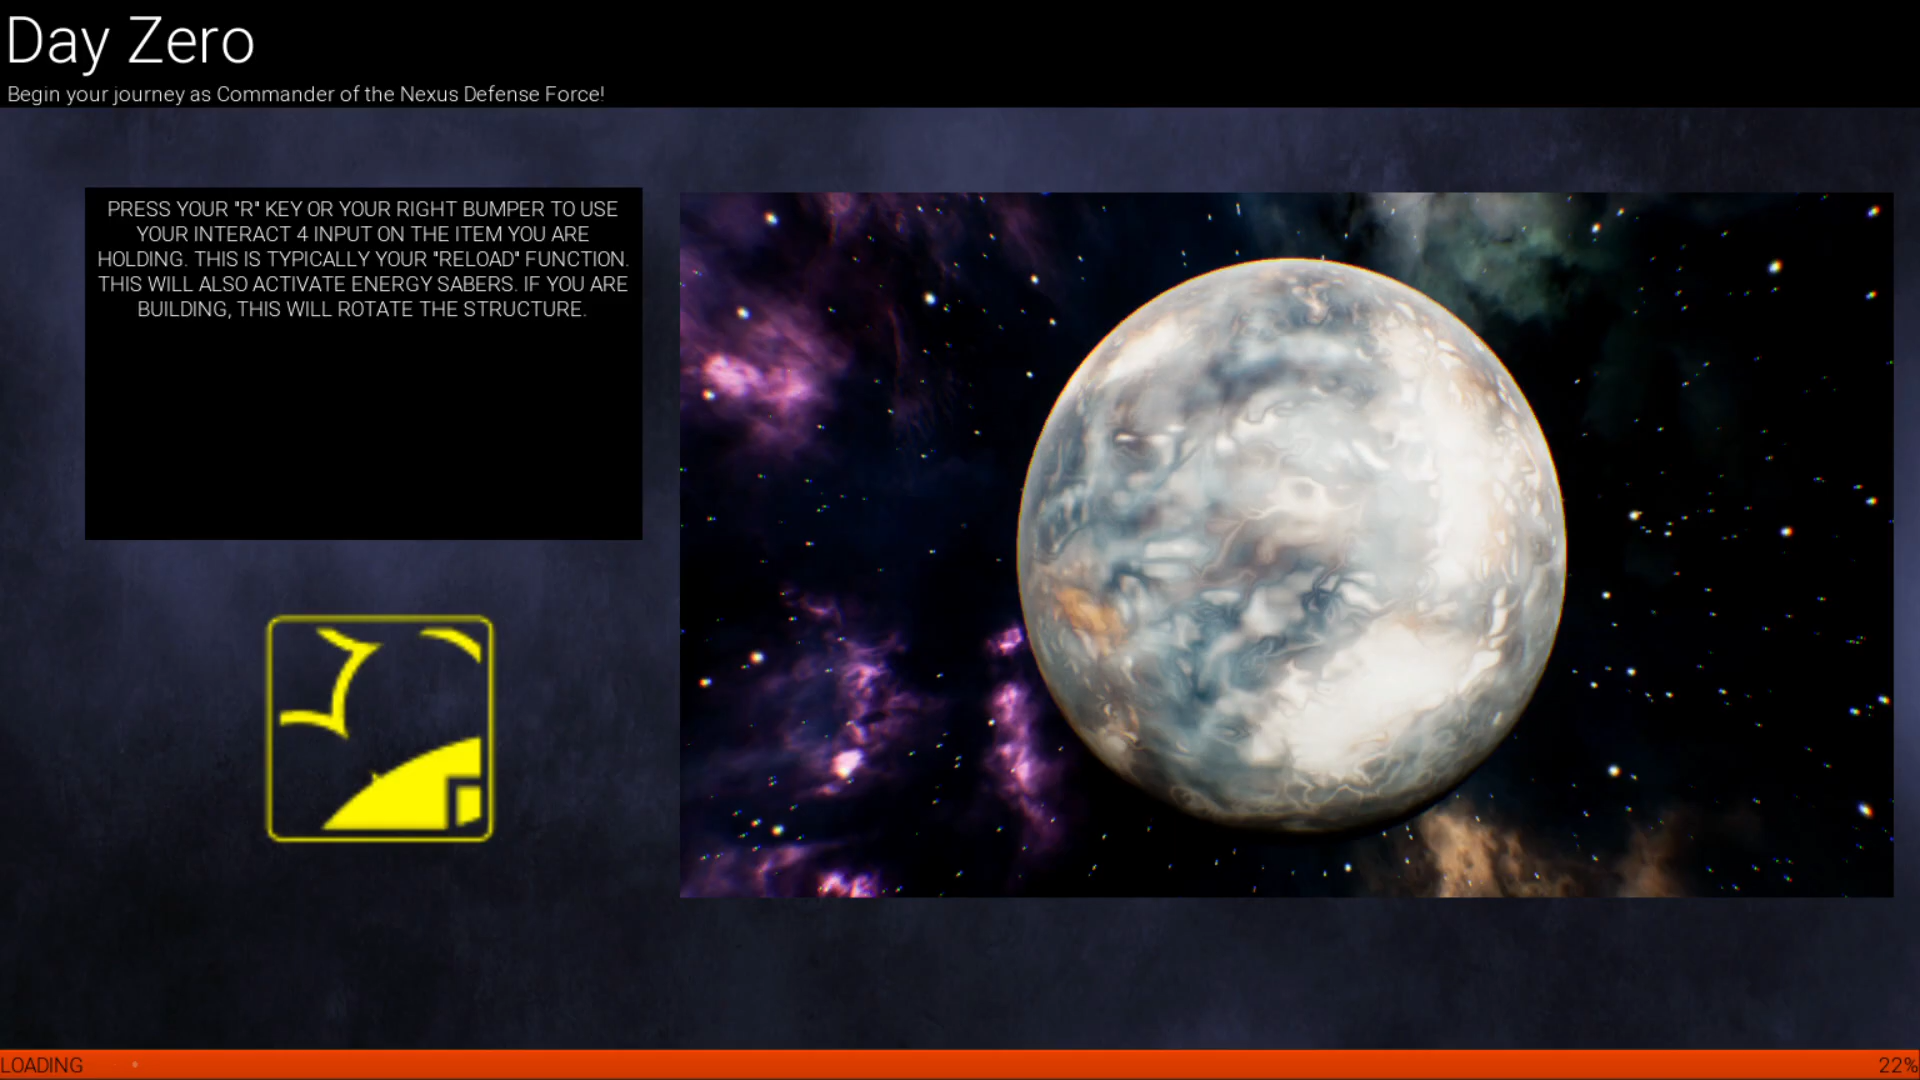 Day Zero
Begin your journey as Commander of the Nexus Defense Force!
PRESS YOUR "R" KEY OR YOUR RIGHT BUMPER TO USE
YOUR INTERACT 4 INPUT ON THE ITEM YOU ARE
HOLDING. THIS IS TYPICALLY YOUR "RELOAD" FUNCTION.
THIS WILL ALSO ACTIVATE ENERGY SABERS. IF YOU ARE
BUILDING, THIS WILL ROTATE THE STRUCTURE.
LOADING
22%